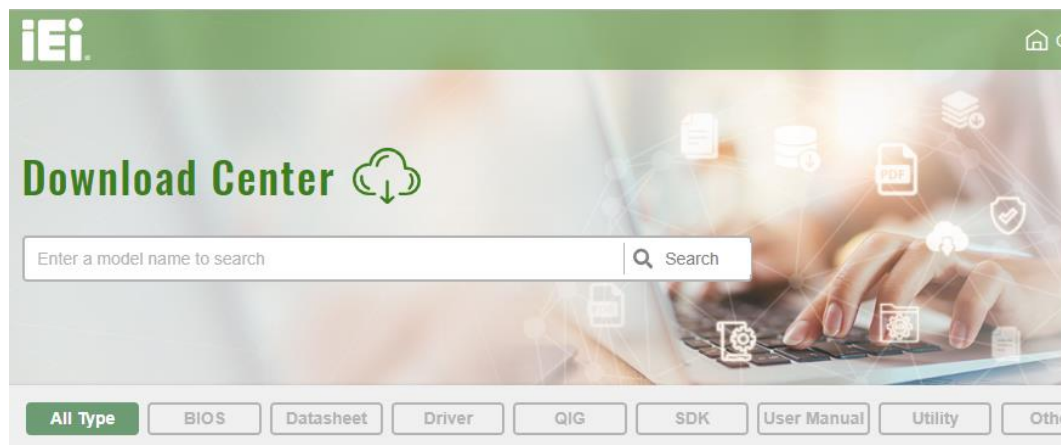 iEi
Download Center
Enter a model name to search
Search
PDF
All Type
BIOS
Datasheet
Driver
QIG
SDK
User Manual
Utility